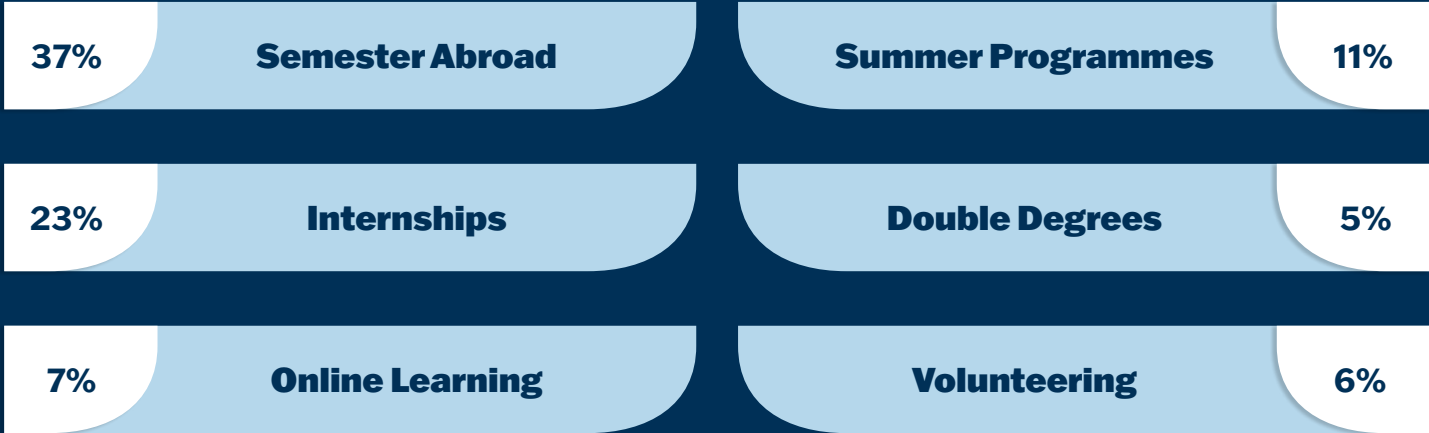 37% Semester Abroad
Summer Programmes 11%
23% Internships
Double Degrees 5%
7% Online Learning
Volunteering 6%